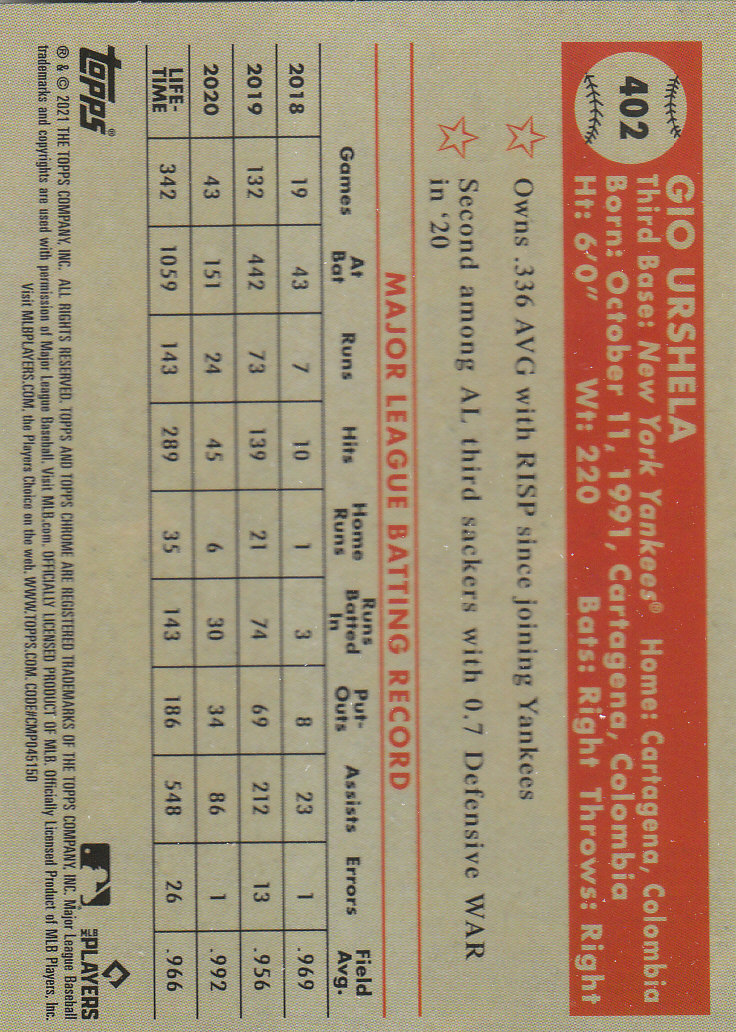 402
GIO URSHELA
Third Base: New York Yankees® Home: Cartagena, Colombia
Born: October 11, 1991, Cartagena, Colombia
Ht: 6'0" Wt: 220 Bats: Right Throws: Right
Owns .336 AVG with RISP since joining Yankees
Second among AL third sackers with 0.7 Defensive WAR
in ‘20
MAJOR LEAGUE BATTING RECORD
Games At Bat Runs Hits Home Runs Runs Batted In Put-Outs Assists Errors Field Avg.
2018 19 43 7 10 1 3 8 23 1 .969
2019 132 442 73 139 21 74 69 212 13 .956
2020 43 151 24 45 6 30 34 86 1 .992
LIFE-TIME 342 1059 143 289 35 143 186 548 26 .966
topps®
MLB PLAYERS
® & © 2021 THE TOPPS COMPANY, INC. ALL RIGHTS RESERVED. TOPPS AND TOPPS CHROME ARE REGISTERED TRADEMARKS OF THE TOPPS COMPANY, INC. Major League Baseball
trademarks and copyrights are used with permission of Major League Baseball. Visit MLB.com. OFFICIALLY LICENSED PRODUCT OF MLB. Officially Licensed Product of MLB Players, Inc.
Visit MLBPLAYERS.COM, the Players Choice on the web. WWW.TOPPS.COM. CODE#CMP045150